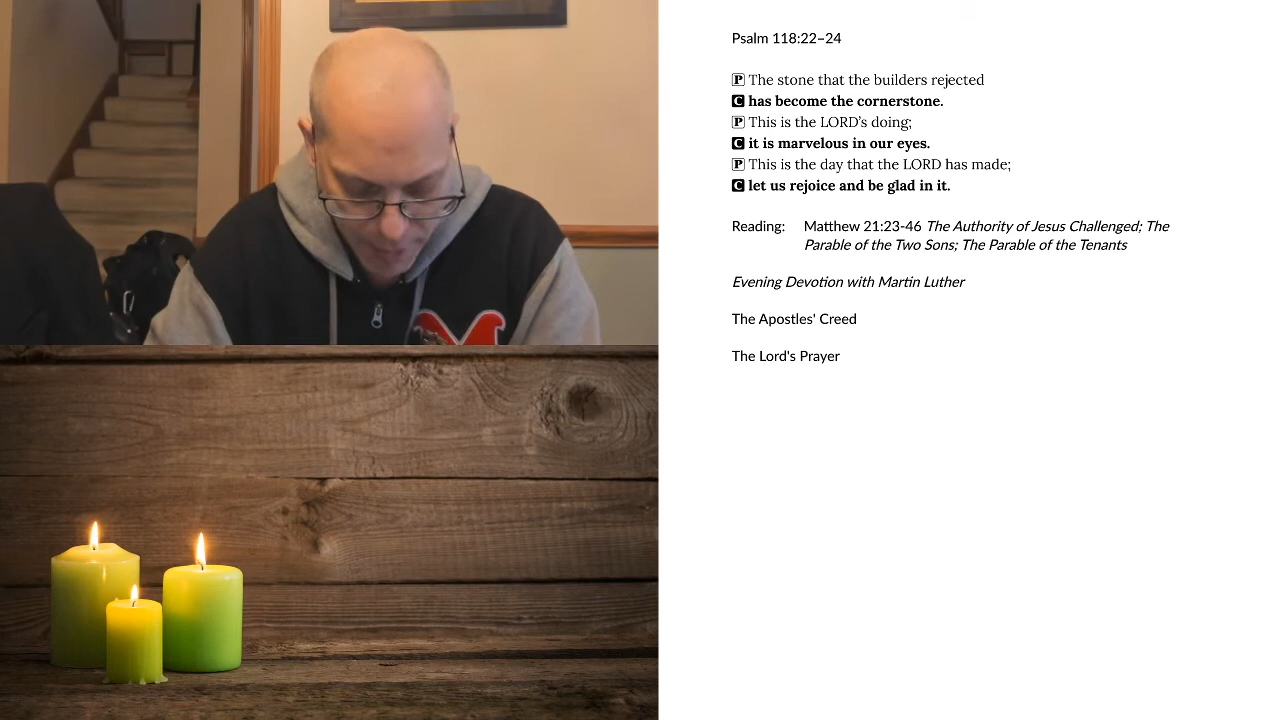 Psalm 118:22–24
P The stone that the builders rejected
C has become the cornerstone.
P This is the LORD's doing;
C it is marvelous in our eyes.
P This is the day that the LORD has made;
C let us rejoice and be glad in it.
Reading: Matthew 21:23-46 The Authority of Jesus Challenged; The
Parable of the Two Sons; The Parable of the Tenants
Evening Devotion with Martin Luther
The Apostles' Creed
The Lord's Prayer